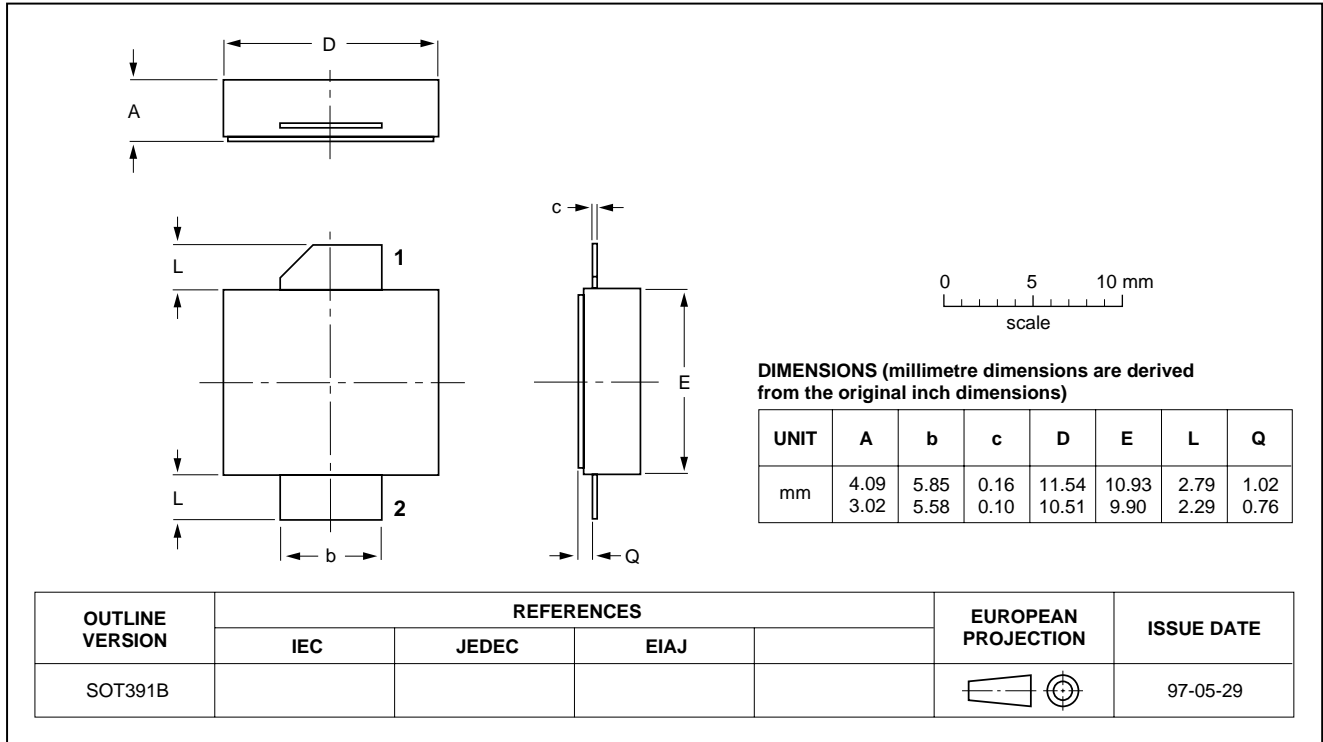 D
A
c
L
1
E
0 5 10 mm
scale
DIMENSIONS (millimetre dimensions are derived
from the original inch dimensions)
UNIT A b c D E L Q
mm 4.09 5.85 0.16 11.54 10.93 2.79 1.02
3.02 5.58 0.10 10.51 9.90 2.29 0.76
L
2
b
Q
OUTLINE
VERSION
REFERENCES
EUROPEAN
PROJECTION
ISSUE DATE
IEC JEDEC EIAJ
SOT391B
97-05-29